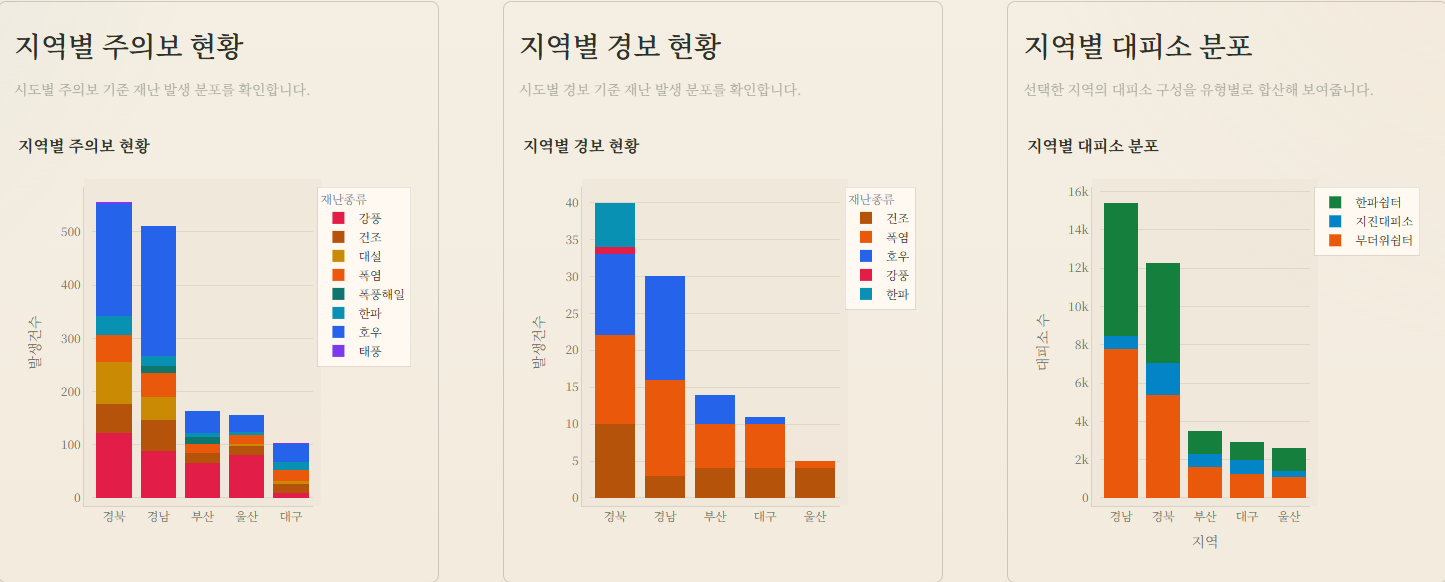 지역별 주의보 현황
시도별 주의보 기준 재난 발생 분포를 확인합니다.
지역별 주의보 현황
발생건수
500
400
300
200
100
0
경북 경남 부산 울산 대구
재난종류
강풍
건조
대설
폭염
폭풍해일
한파
호우
태풍
지역별 경보 현황
시도별 경보 기준 재난 발생 분포를 확인합니다.
지역별 경보 현황
발생건수
40
35
30
25
20
15
10
5
0
경북 경남 부산 대구 울산
재난종류
건조
폭염
호우
강풍
한파
지역별 대피소 분포
선택한 지역의 대피소 구성을 유형별로 합산해 보여줍니다.
지역별 대피소 분포
대피소 수
16k
14k
12k
10k
8k
6k
4k
2k
0
경남 경북 부산 대구 울산
지역
한파쉼터
지진대피소
무더위쉼터